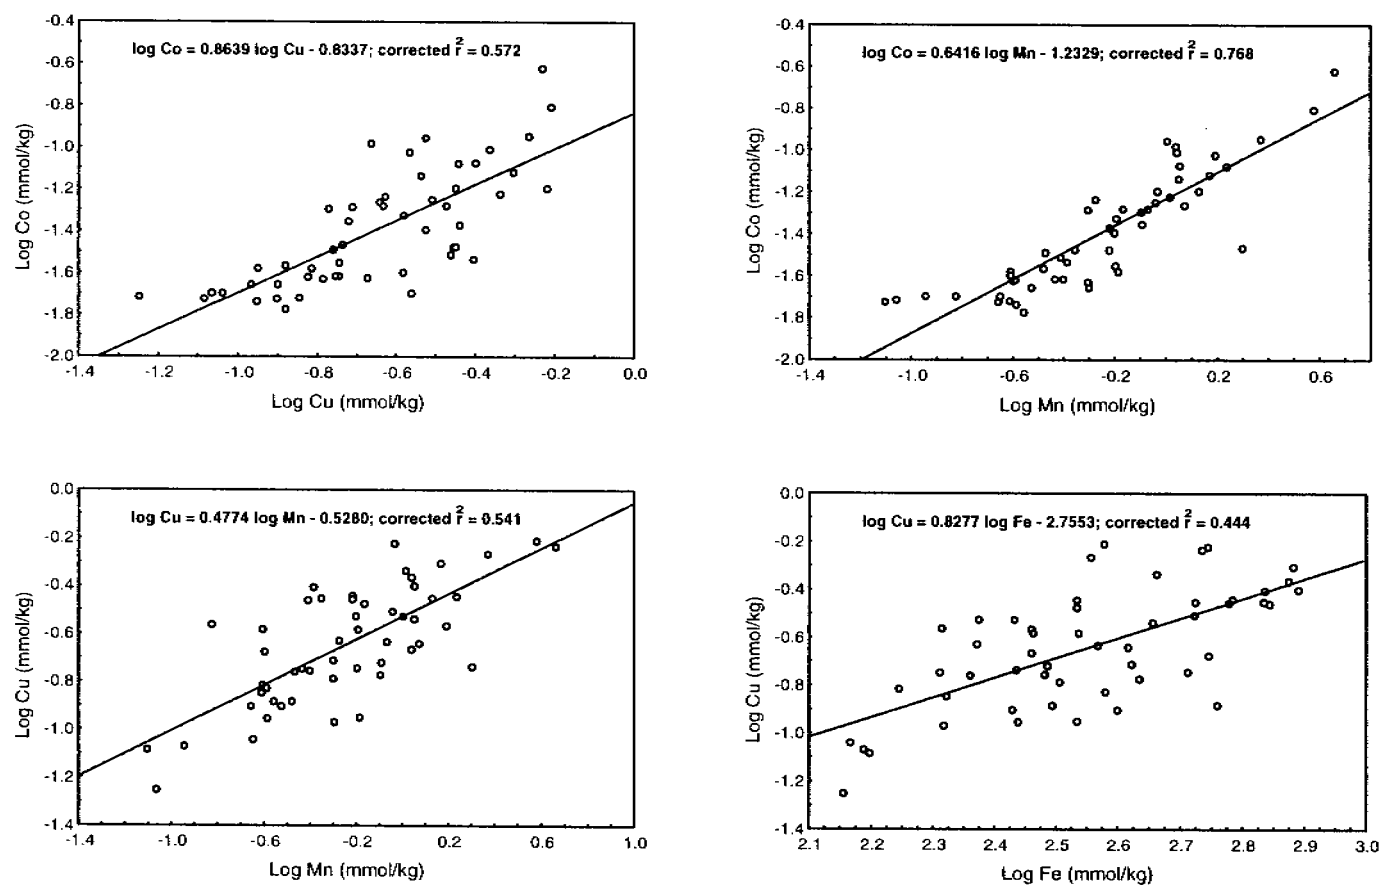 log Co = 0.8639 log Cu - 0.8337; corrected r² = 0.572
-0.4
-0.6
-0.8
-1.0
-1.2
-1.4
-1.6
-1.8
-2.0
Log Co (mmol/kg)
-1.4 -1.2 -1.0 -0.8 -0.6 -0.4 -0.2 0.0
Log Cu (mmol/kg)
log Co = 0.6416 log Mn - 1.2329; corrected r² = 0.768
-0.4
-0.6
-0.8
-1.0
-1.2
-1.4
-1.6
-1.8
-2.0
Log Co (mmol/kg)
-1.4 -1.0 -0.6 -0.2 0.2 0.6
Log Mn (mmol/kg)
log Cu = 0.4774 log Mn - 0.5280; corrected r² = 0.541
0.0
-0.2
-0.4
-0.6
-0.8
-1.0
-1.2
-1.4
Log Cu (mmol/kg)
-1.4 -1.0 -0.6 -0.2 0.2 0.6 1.0
Log Mn (mmol/kg)
log Cu = 0.8277 log Fe - 2.7553; corrected r² = 0.444
0.0
-0.2
-0.4
-0.6
-0.8
-1.0
-1.2
-1.4
Log Cu (mmol/kg)
2.1 2.2 2.3 2.4 2.5 2.6 2.7 2.8 2.9 3.0
Log Fe (mmol/kg)